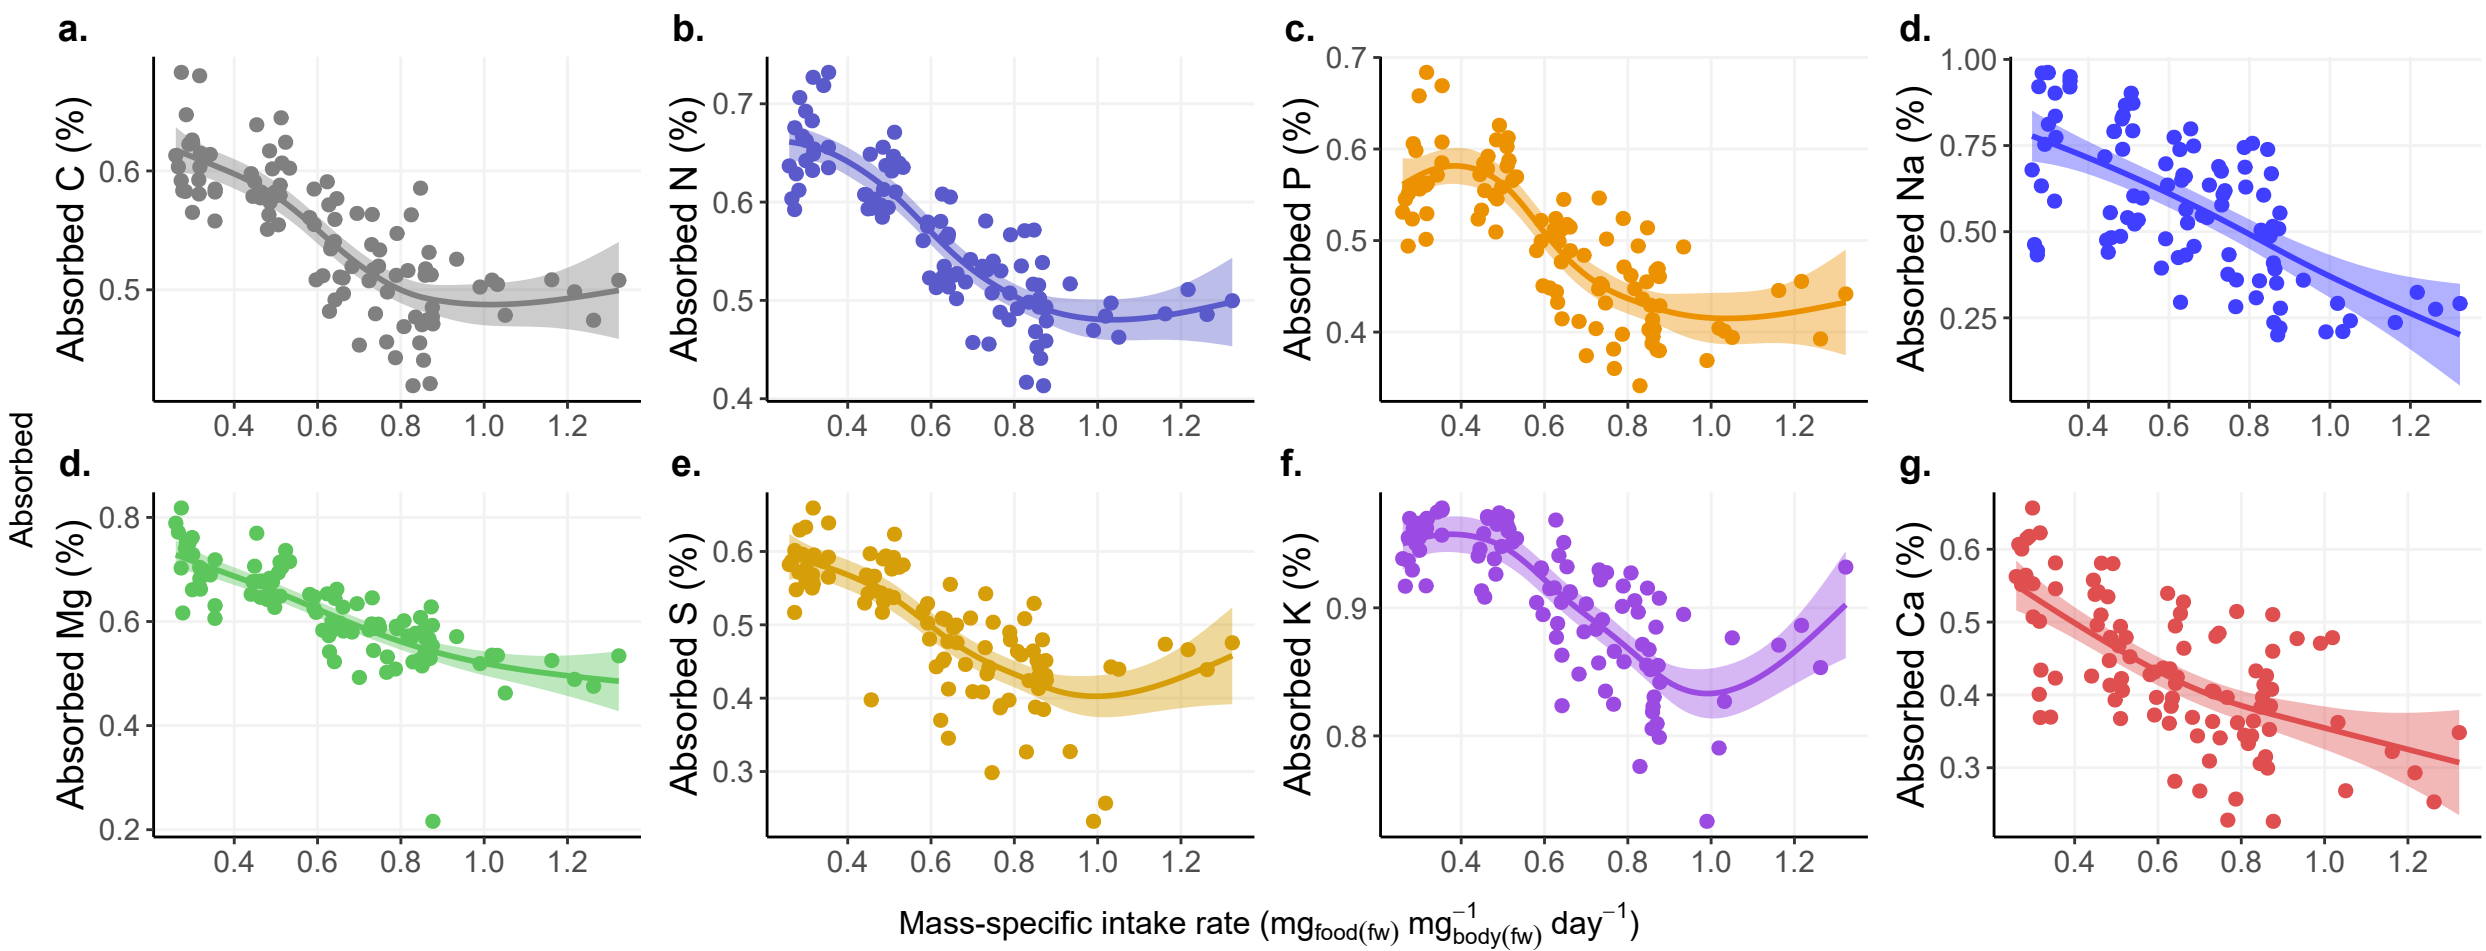 a. b. c. d.
Absorbed C (%)
0.6
0.5
0.4 0.6 0.8 1.0 1.2
Absorbed N (%)
0.7
0.6
0.5
0.4
0.4 0.6 0.8 1.0 1.2
Absorbed P (%)
0.7
0.6
0.5
0.4
0.4 0.6 0.8 1.0 1.2
Absorbed Na (%)
1.00
0.75
0.50
0.25
0.4 0.6 0.8 1.0 1.2
Absorbed
d. e. f. g.
Absorbed Mg (%)
0.8
0.6
0.4
0.2
0.4 0.6 0.8 1.0 1.2
Absorbed S (%)
0.6
0.5
0.4
0.3
0.4 0.6 0.8 1.0 1.2
Absorbed K (%)
0.9
0.8
0.4 0.6 0.8 1.0 1.2
Absorbed Ca (%)
0.6
0.5
0.4
0.3
0.4 0.6 0.8 1.0 1.2
Mass-specific intake rate (mg food(fw) mg body(fw) −1 day −1)